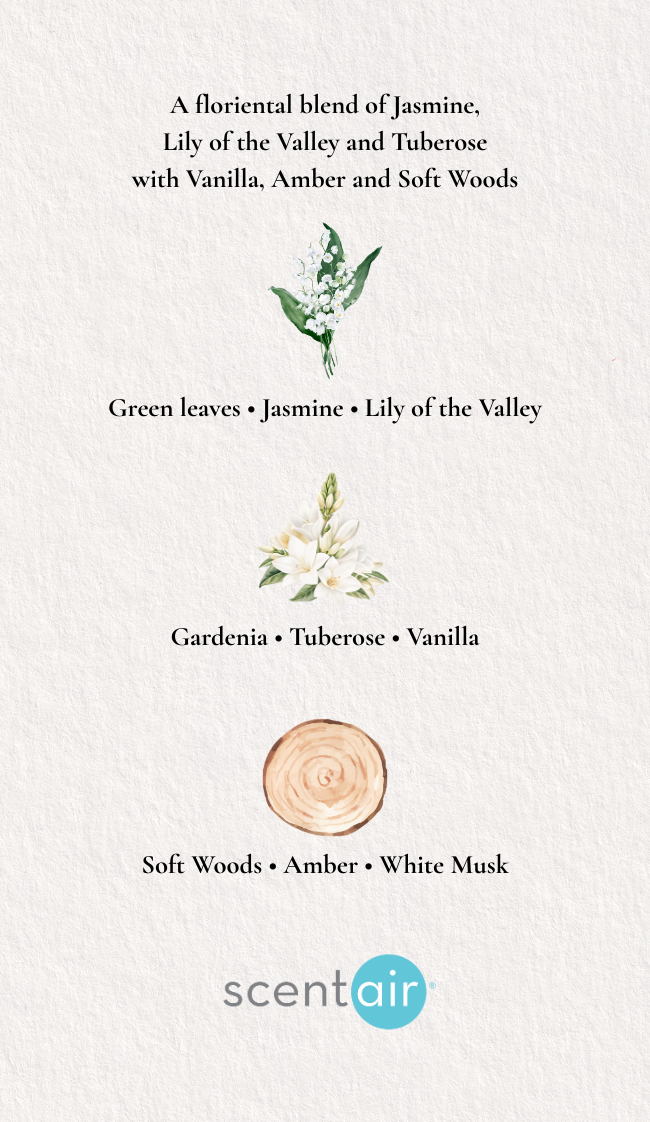 A floriental blend of Jasmine,
Lily of the Valley and Tuberose
with Vanilla, Amber and Soft Woods
Green leaves • Jasmine • Lily of the Valley
Gardenia • Tuberose • Vanilla
Soft Woods • Amber • White Musk
scentair®